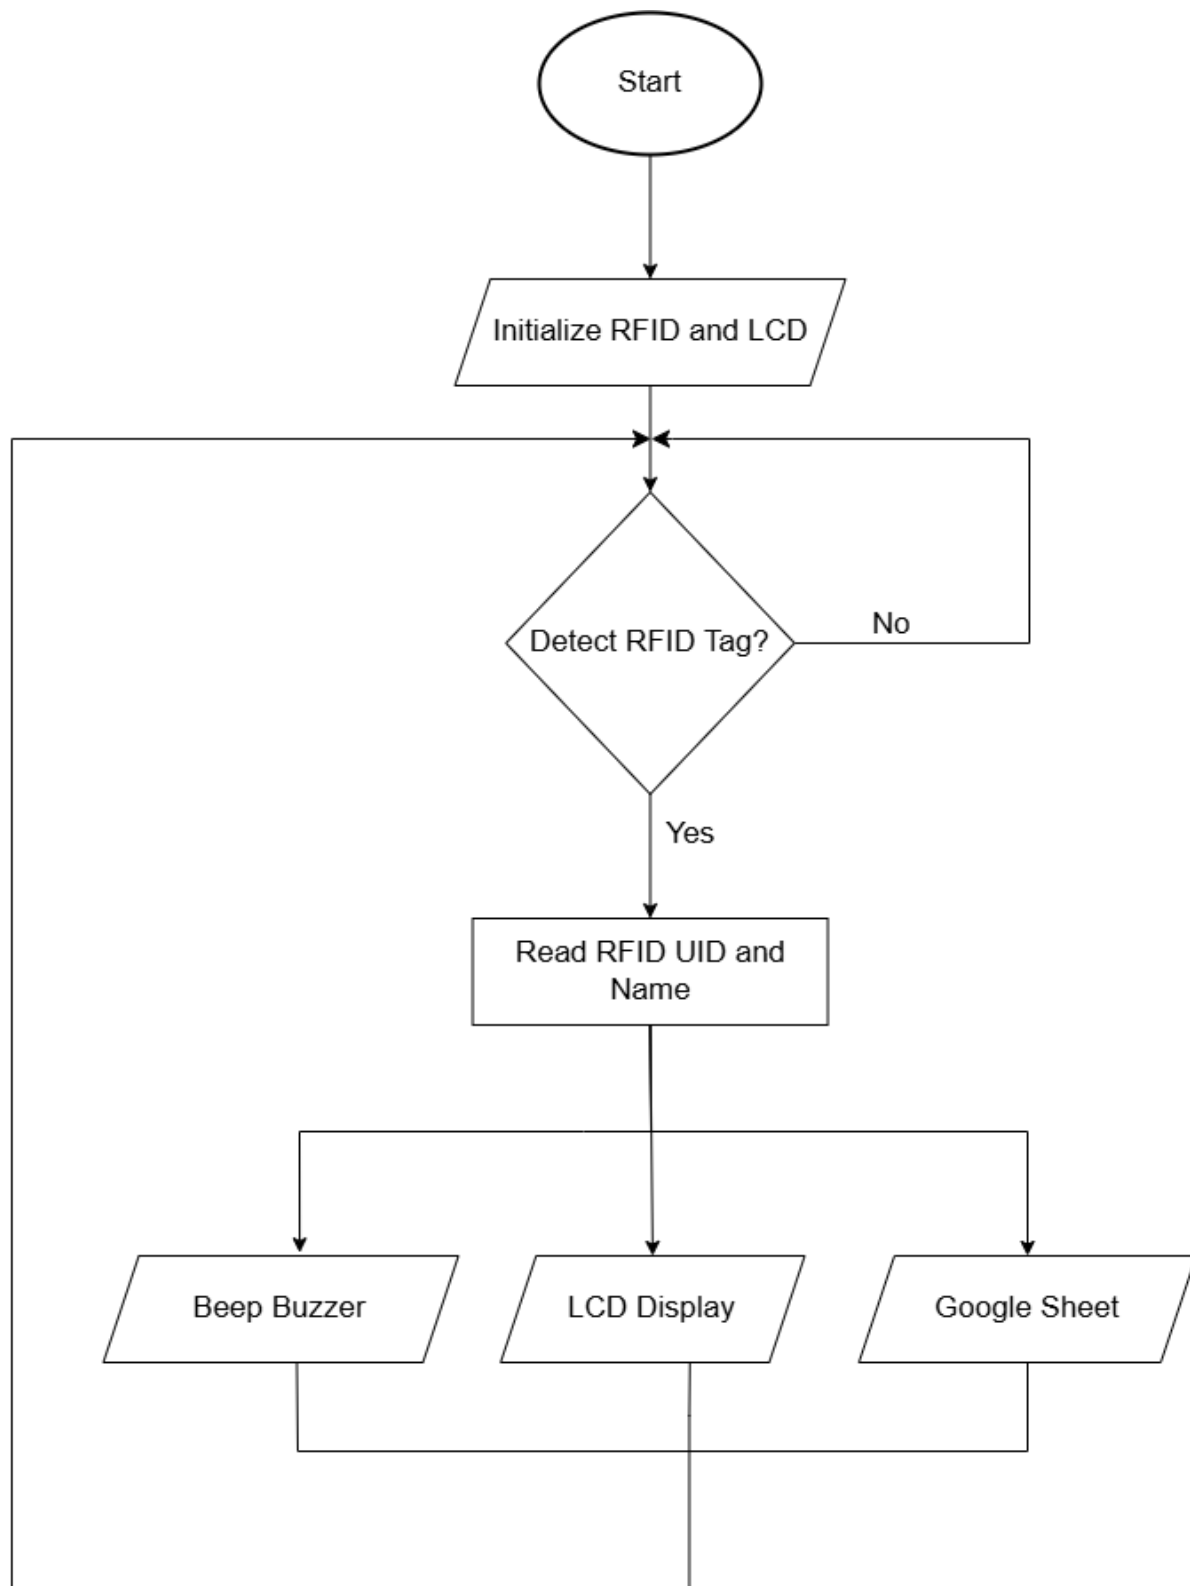 Start
Initialize RFID and LCD
Detect RFID Tag?
No
Yes
Read RFID UID and
Name
Beep Buzzer
LCD Display
Google Sheet